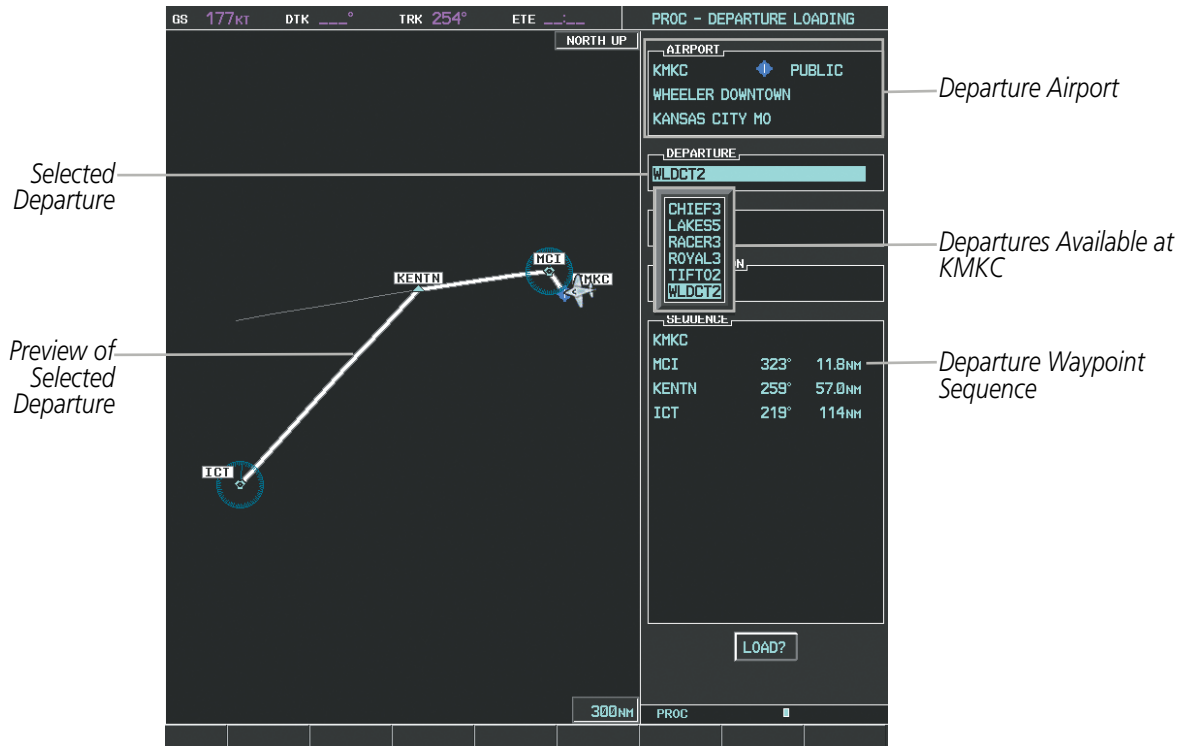 GS 177KT DTK ___° TRK 254° ETE __:__ PROC - DEPARTURE LOADING
NORTH UP
AIRPORT
KMKC PUBLIC
WHEELER DOWNTOWN
KANSAS CITY MO
Departure Airport
DEPARTURE
WLDCT2
Selected
Departure
CHIEF3
LAKES5
RACER3
ROYAL3
TIFTO2
WLDCT2
Departures Available at
KMKC
MCI
KENTN
ICT
Preview of
Selected
Departure
SEQUENCE
KMKC
MCI 323° 11.8NM
KENTN 259° 57.0NM
ICT 219° 114NM
Departure Waypoint
Sequence
LOAD?
300NM
PROC